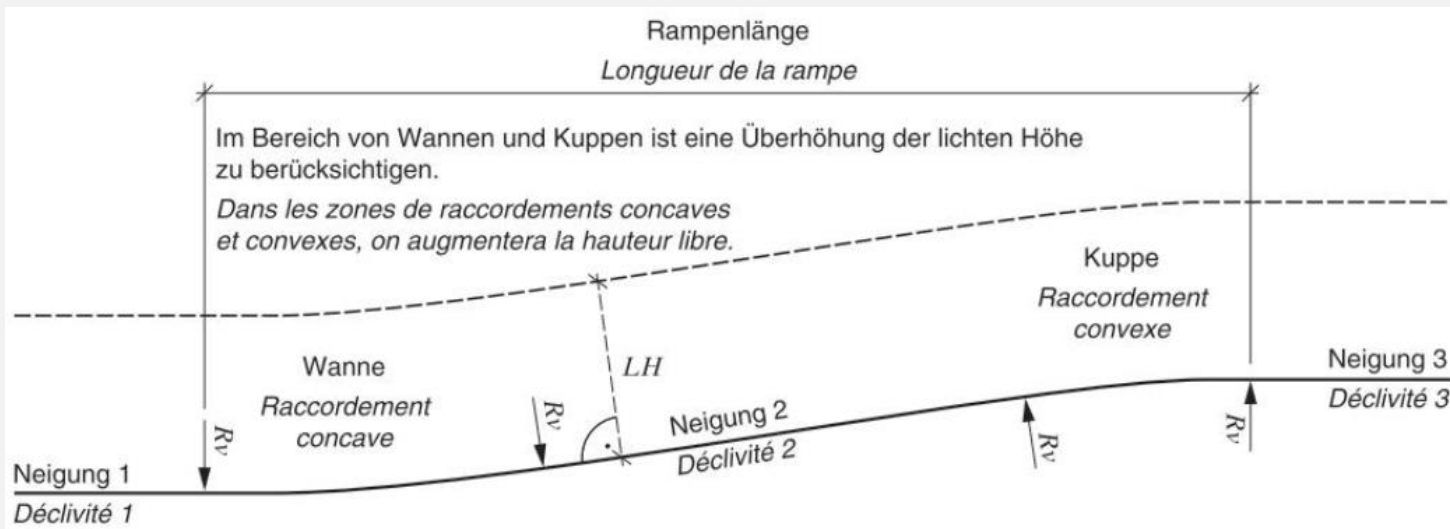 Rampenlänge
Longueur de la rampe
Im Bereich von Wannen und Kuppen ist eine Überhöhung der lichten Höhe
zu berücksichtigen.
Dans les zones de raccordements concaves
et convexes, on augmentera la hauteur libre.
Kuppe
Raccordement
convexe
Wanne
Raccordement
concave
LH
Rv
Rv
Rv
Rv
Neigung 1
Déclivité 1
Neigung 2
Déclivité 2
Neigung 3
Déclivité 3